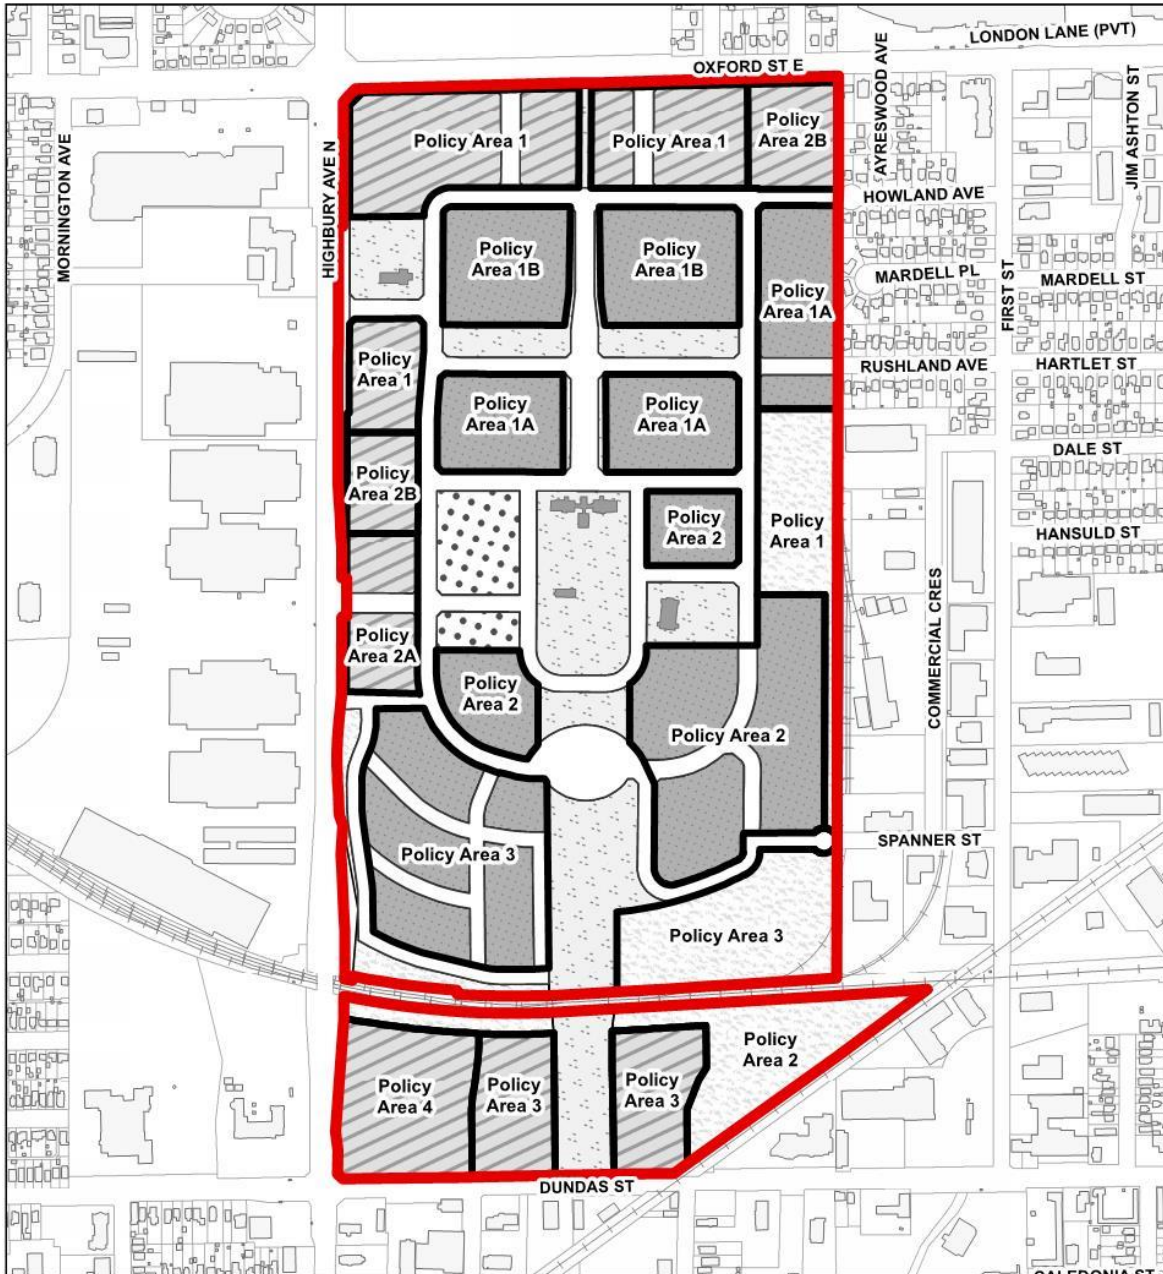 LONDON LANE (PVT)
OXFORD ST E
AYRESWOOD AVE
JIM ASHTON ST
MORNINGTON AVE
HIGHBURY AVE N
Policy Area 1
Policy Area 1
Policy
Area 2B
HOWLAND AVE
Policy
Area 1B
Policy
Area 1B
MARDELL PL
FIRST ST
MARDELL ST
Policy
Area 1A
Policy
Area 1
RUSHLAND AVE
HARTLET ST
Policy
Area 1A
Policy
Area 1A
DALE ST
Policy
Area 2B
Policy
Area 2
Policy
Area 1
HANSULD ST
COMMERCIAL CRES
Policy
Area 2A
Policy
Area 2
Policy Area 2
Policy Area 3
SPANNER ST
Policy Area 3
Policy
Area 2
Policy
Area 4
Policy
Area 3
Policy
Area 3
DUNDAS ST
CALEDONIA ST